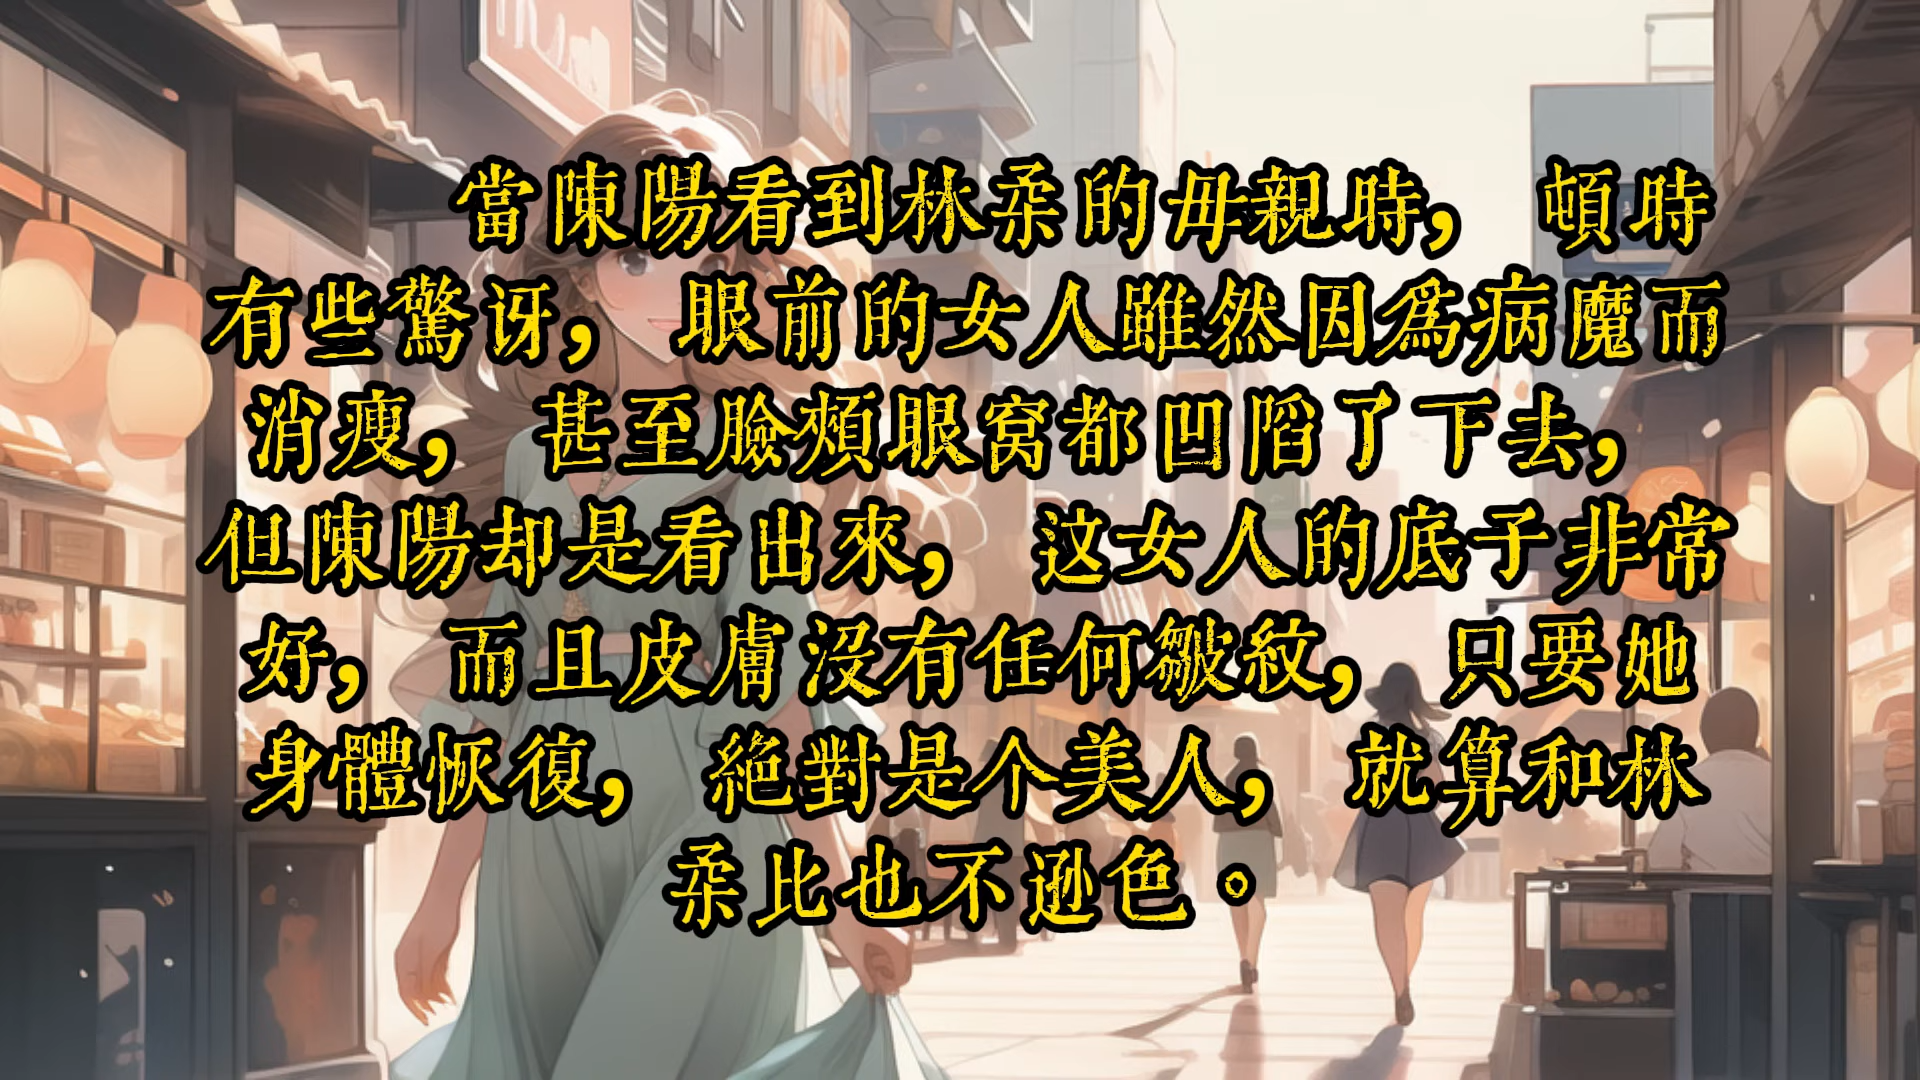 當陳陽看到林柔的母親時，頓時
有些驚讶，眼前的女人雖然因爲病魔而
消瘦，甚至臉頰眼窝都凹陷了下去，
但陳陽却是看出來，这女人的底子非常
好，而且皮膚没有任何皺紋，只要她
身體恢復，絕對是个美人，就算和林
柔比也不逊色。